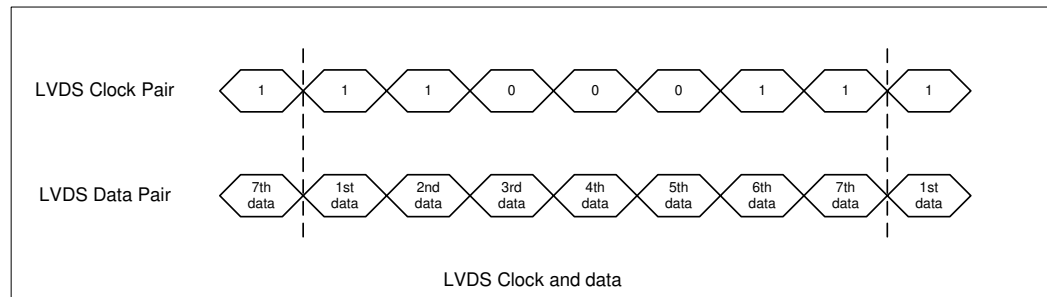 LVDS Clock Pair 1 1 1 0 0 0 1 1 1
LVDS Data Pair 7th data 1st data 2nd data 3rd data 4th data 5th data 6th data 7th data 1st data
LVDS Clock and data